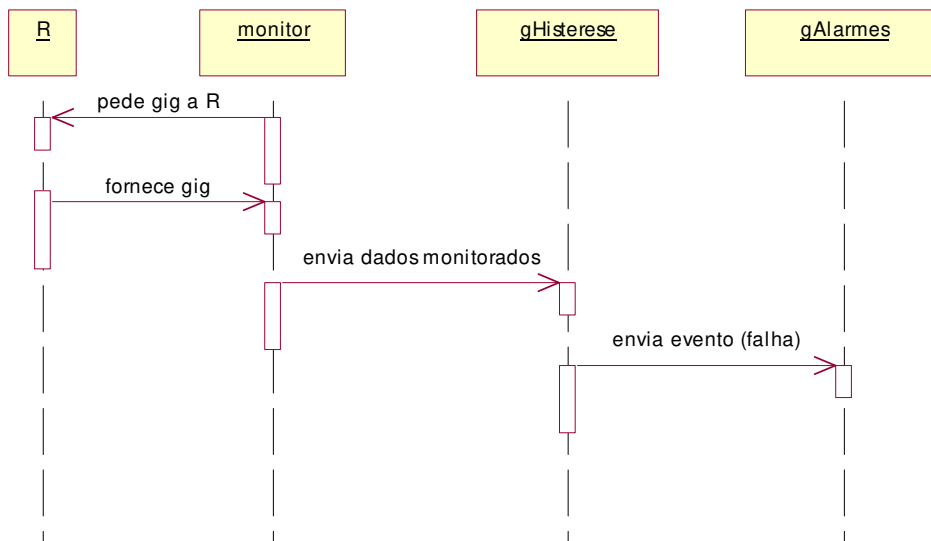 R
monitor
gHisterese
gAlarmes
pede gig a R
fornece gig
envia dados monitorados
envia evento (falha)